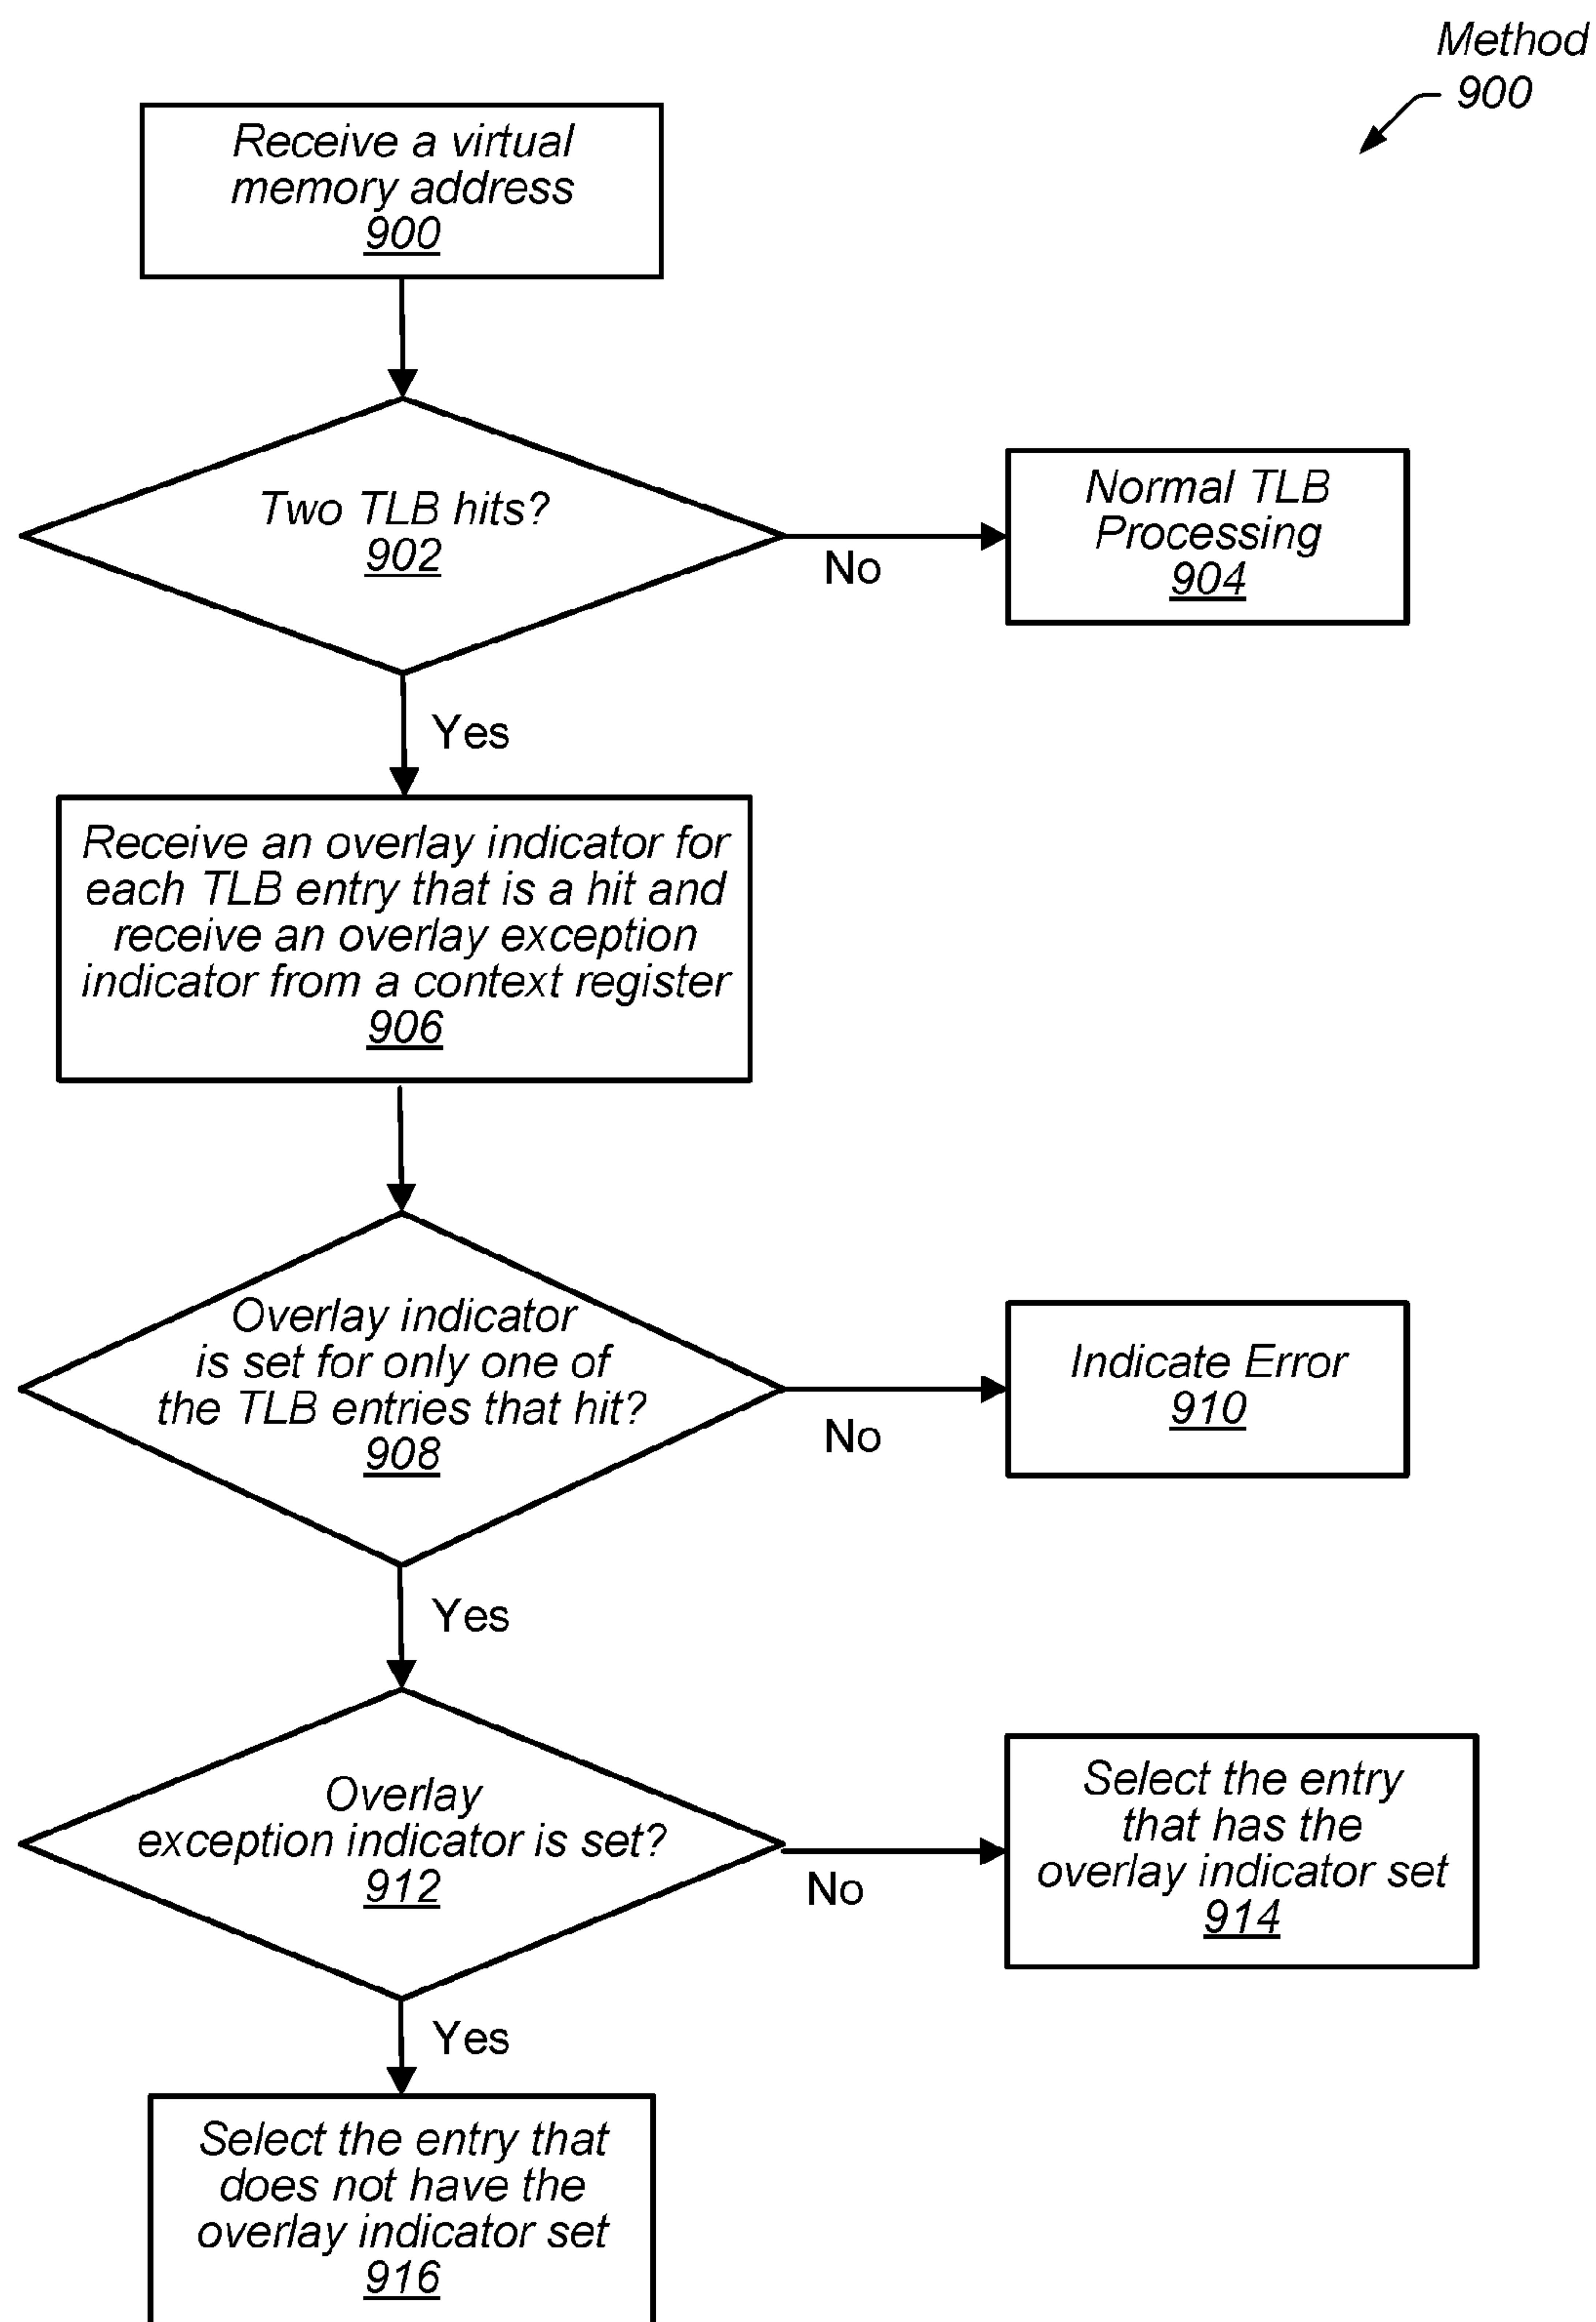 Method
900
Receive a virtual
memory address
900
Two TLB hits?
902
No
Normal TLB
Processing
904
Yes
Receive an overlay indicator for
each TLB entry that is a hit and
receive an overlay exception
indicator from a context register
906
Overlay indicator
is set for only one of
the TLB entries that hit?
908
No
Indicate Error
910
Yes
Overlay
exception indicator is set?
912
No
Select the entry
that has the
overlay indicator set
914
Yes
Select the entry that
does not have the
overlay indicator set
916